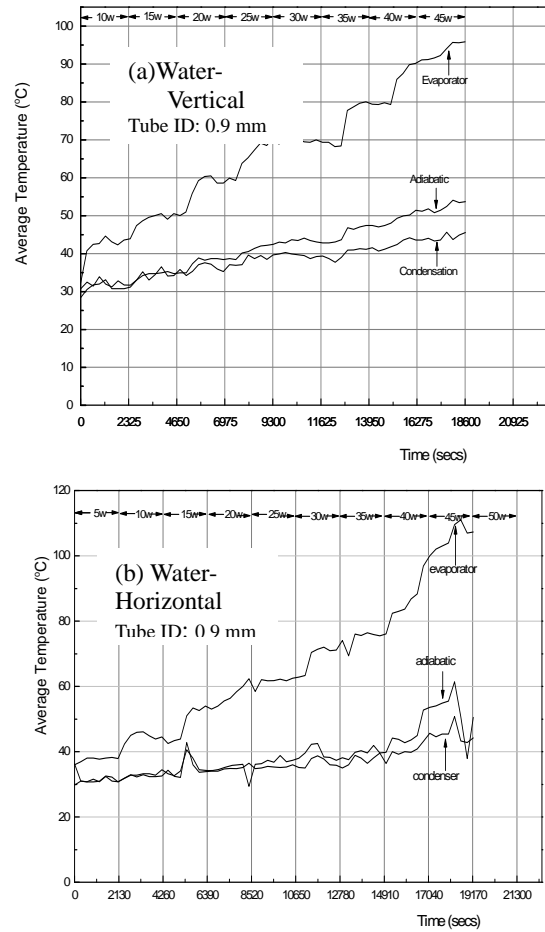 10w 15w 20w 25w 30w 35w 40w 45w
105
100
90
80
70
60
50
40
30
20
10
0
Average Temperature (°C)
(a)Water-
Vertical
Tube ID: 0.9 mm
Evaporator
Adiabatic
Condensation
0 2325 4650 6975 9300 11625 13950 16275 18600 20925
Time (secs)
5w 10w 15w 20w 25w 30w 35w 40w 45w 50w
120
100
80
60
40
20
0
Average Temperature (°C)
(b) Water-
Horizontal
Tube ID: 0.9 mm
evaporator
adiabatic
condenser
0 2130 4260 6390 8520 10650 12780 14910 17040 19170 21300
Time (secs)